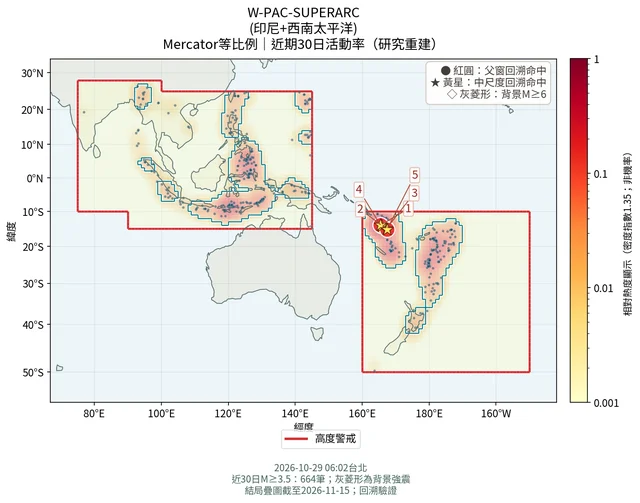 W-PAC-SUPERARC
(印尼+西南太平洋)
Mercator等比例｜近期30日活動率（研究重建）
● 紅圓：父窗回溯命中
★ 黃星：中尺度回溯命中
◇ 灰菱形：背景M≥6
30°N
20°N
10°N
0°N
10°S
20°S
30°S
40°S
50°S
緯度
4
5
3
2
1
80°E
100°E
120°E
140°E
160°E
180°E
160°W
經度
1
0.1
0.01
0.001
相對熱度顯示（密度指數1.35；非機率）
高度警戒
2026-10-29 06:02台北
近30日M≥3.5：664筆；灰菱形為背景強震
結局疊圖截至2026-11-15；回溯驗證